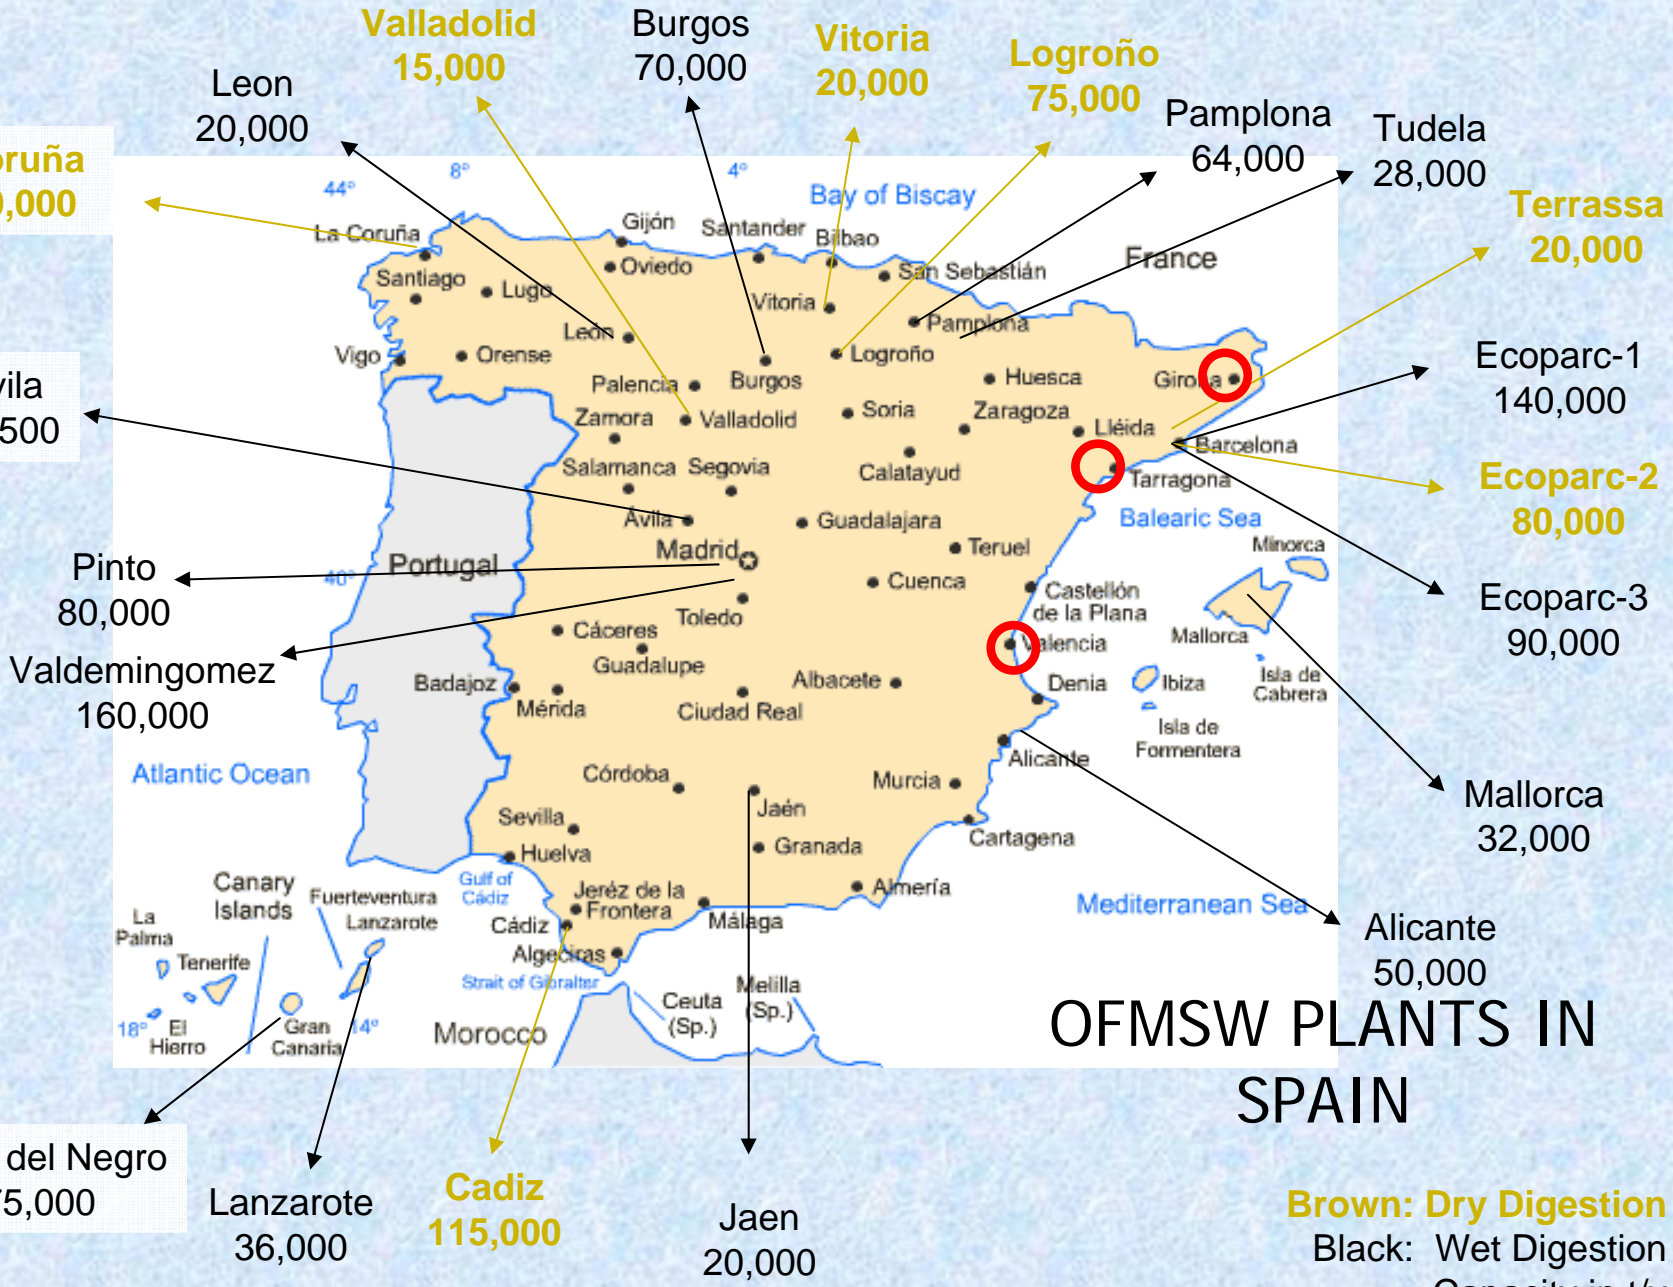 Valladolid
15,000
Burgos
70,000
Vitoria
20,000
Logroño
75,000
Leon
20,000
Pamplona
64,000
Tudela
28,000
Terrassa
20,000
Ecoparc-1
140,000
Ecoparc-2
80,000
Ecoparc-3
90,000
Mallorca
32,000
Alicante
50,000
Pinto
80,000
Valdemingomez
160,000
del Negro
Lanzarote
36,000
Cadiz
115,000
Jaen
20,000
44°
8°
4°
Bay of Biscay
La Coruña
Gijón
Santander
Bilbao
Santiago
Lugo
Oviedo
San Sebastián
France
Vitoria
León
Pamplona
Vigo
Orense
Logroño
Palencia
Burgos
Huesca
Girona
Zamora
Valladolid
Soria
Zaragoza
Lléida
Barcelona
Salamanca
Segovia
Calatayud
Tarragona
Ávila
Guadalajara
Balearic Sea
Madrid
Teruel
Minorca
Portugal
40°
Cuenca
Castellón
de la Plana
Toledo
Cáceres
Guadalupe
Valencia
Mallorca
Badajoz
Mérida
Ciudad Real
Albacete
Denia
Ibiza
Isla de
Cabrera
Isla de
Formentera
Atlantic Ocean
Córdoba
Murcia
Alicante
Jaén
Sevilla
Granada
Cartagena
Huelva
Gulf of
Cádiz
Jeréz de la
Frontera
Almería
Málaga
Mediterranean Sea
Cádiz
Algeciras
Strait of Gibraltar
Canary
Islands
Fuerteventura
Lanzarote
La
Palma
Tenerife
18°
El
Hierro
Gran
Canaria
14°
Morocco
Ceuta
(Sp.)
Melilla
(Sp.)
OFMSW PLANTS IN
SPAIN
Brown: Dry Digestion
Black: Wet Digestion